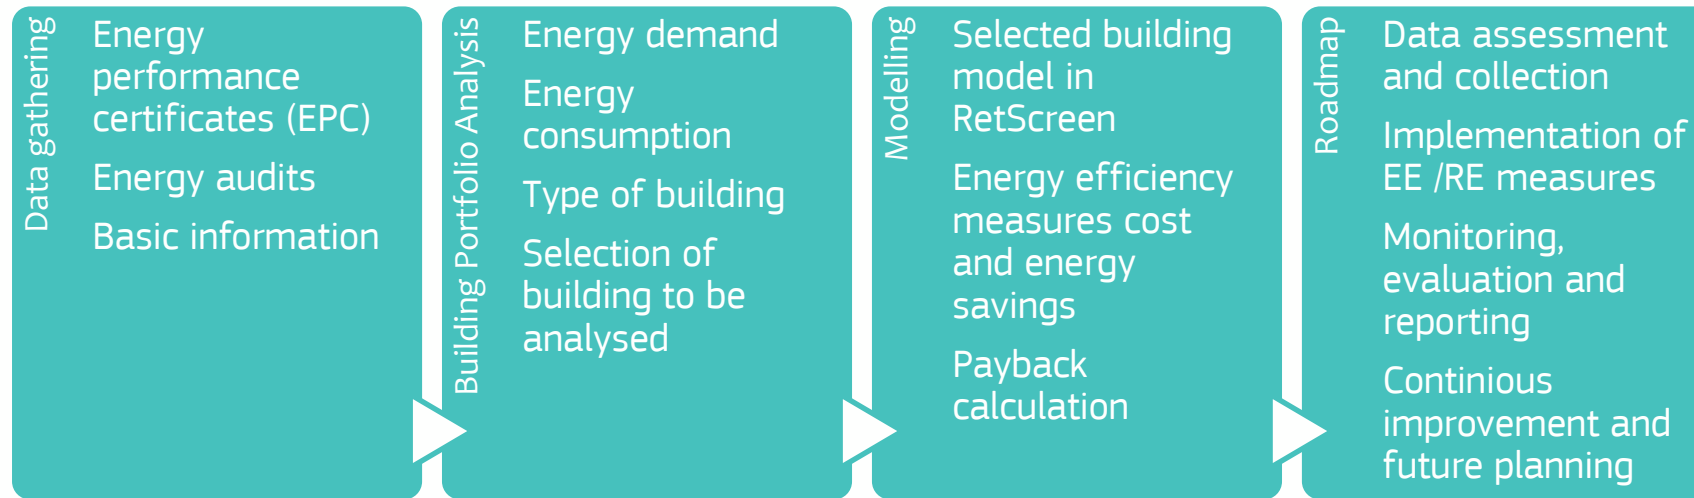 Data gathering
Energy
performance
certificates (EPC)
Energy audits
Basic information
Building Portfolio Analysis
Energy demand
Energy
consumption
Type of building
Selection of
building to be
analysed
Modelling
Selected building
model in
RetScreen
Energy efficiency
measures cost
and energy
savings
Payback
calculation
Roadmap
Data assessment
and collection
Implementation of
EE /RE measures
Monitoring,
evaluation and
reporting
Continious
improvement and
future planning